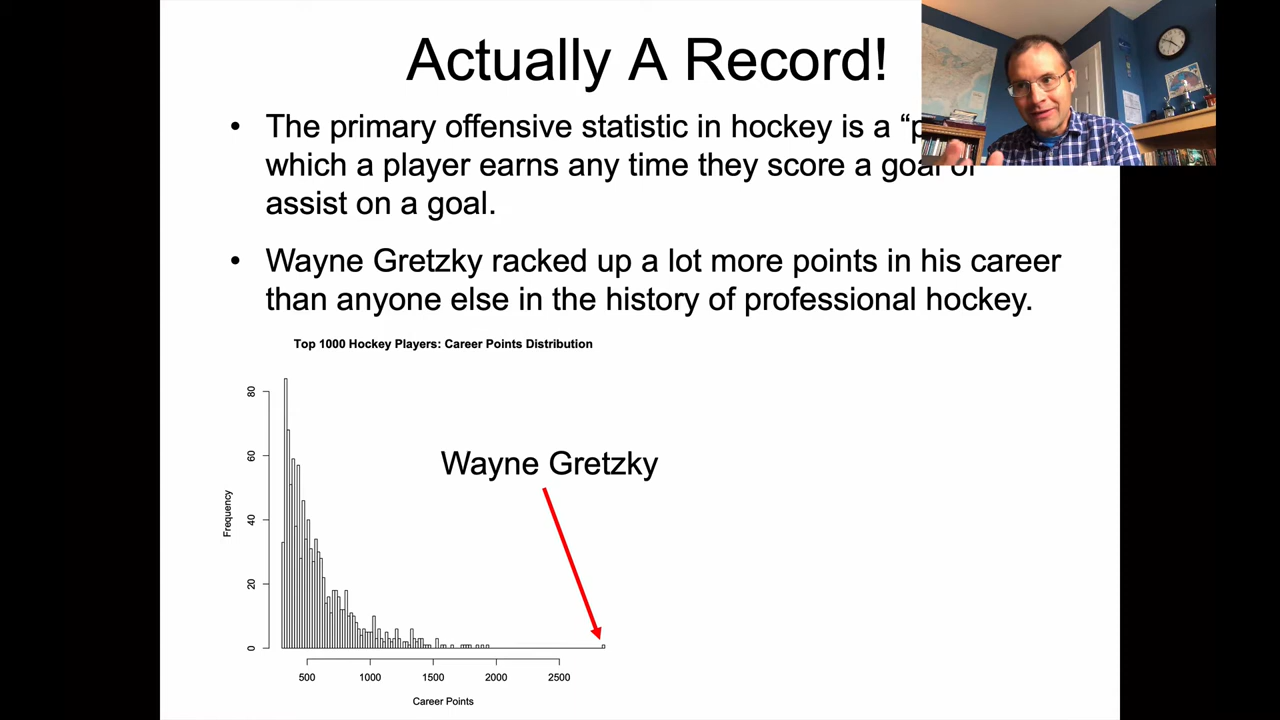 Actually A Record!
• The primary offensive statistic in hockey is a
which a player earns any time they score a goal or
assist on a goal.
• Wayne Gretzky racked up a lot more points in his career
than anyone else in the history of professional hockey.
Top 1000 Hockey Players: Career Points Distribution
Wayne Gretzky
Frequency
80
60
40
20
0
500 1000 1500 2000 2500
Career Points